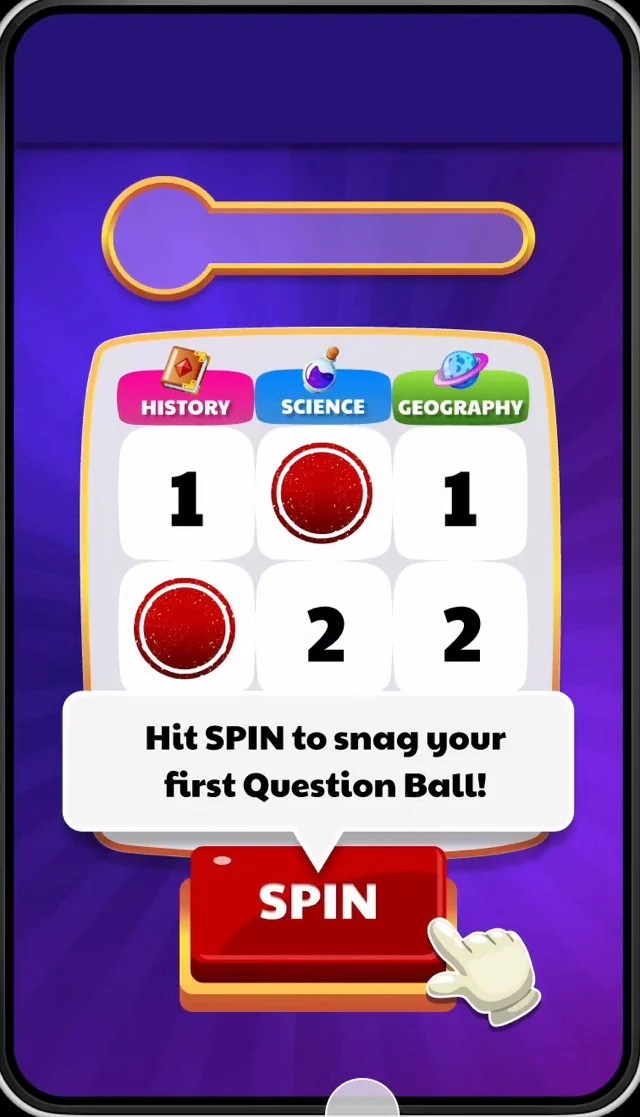 HISTORY SCIENCE GEOGRAPHY
1 1
2 2
Hit SPIN to snag your
first Question Ball!
SPIN